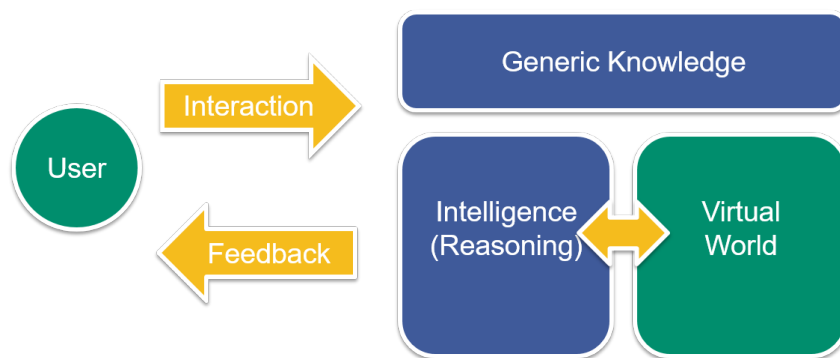 Generic Knowledge
Interaction
User
Intelligence
(Reasoning)
Virtual
World
Feedback